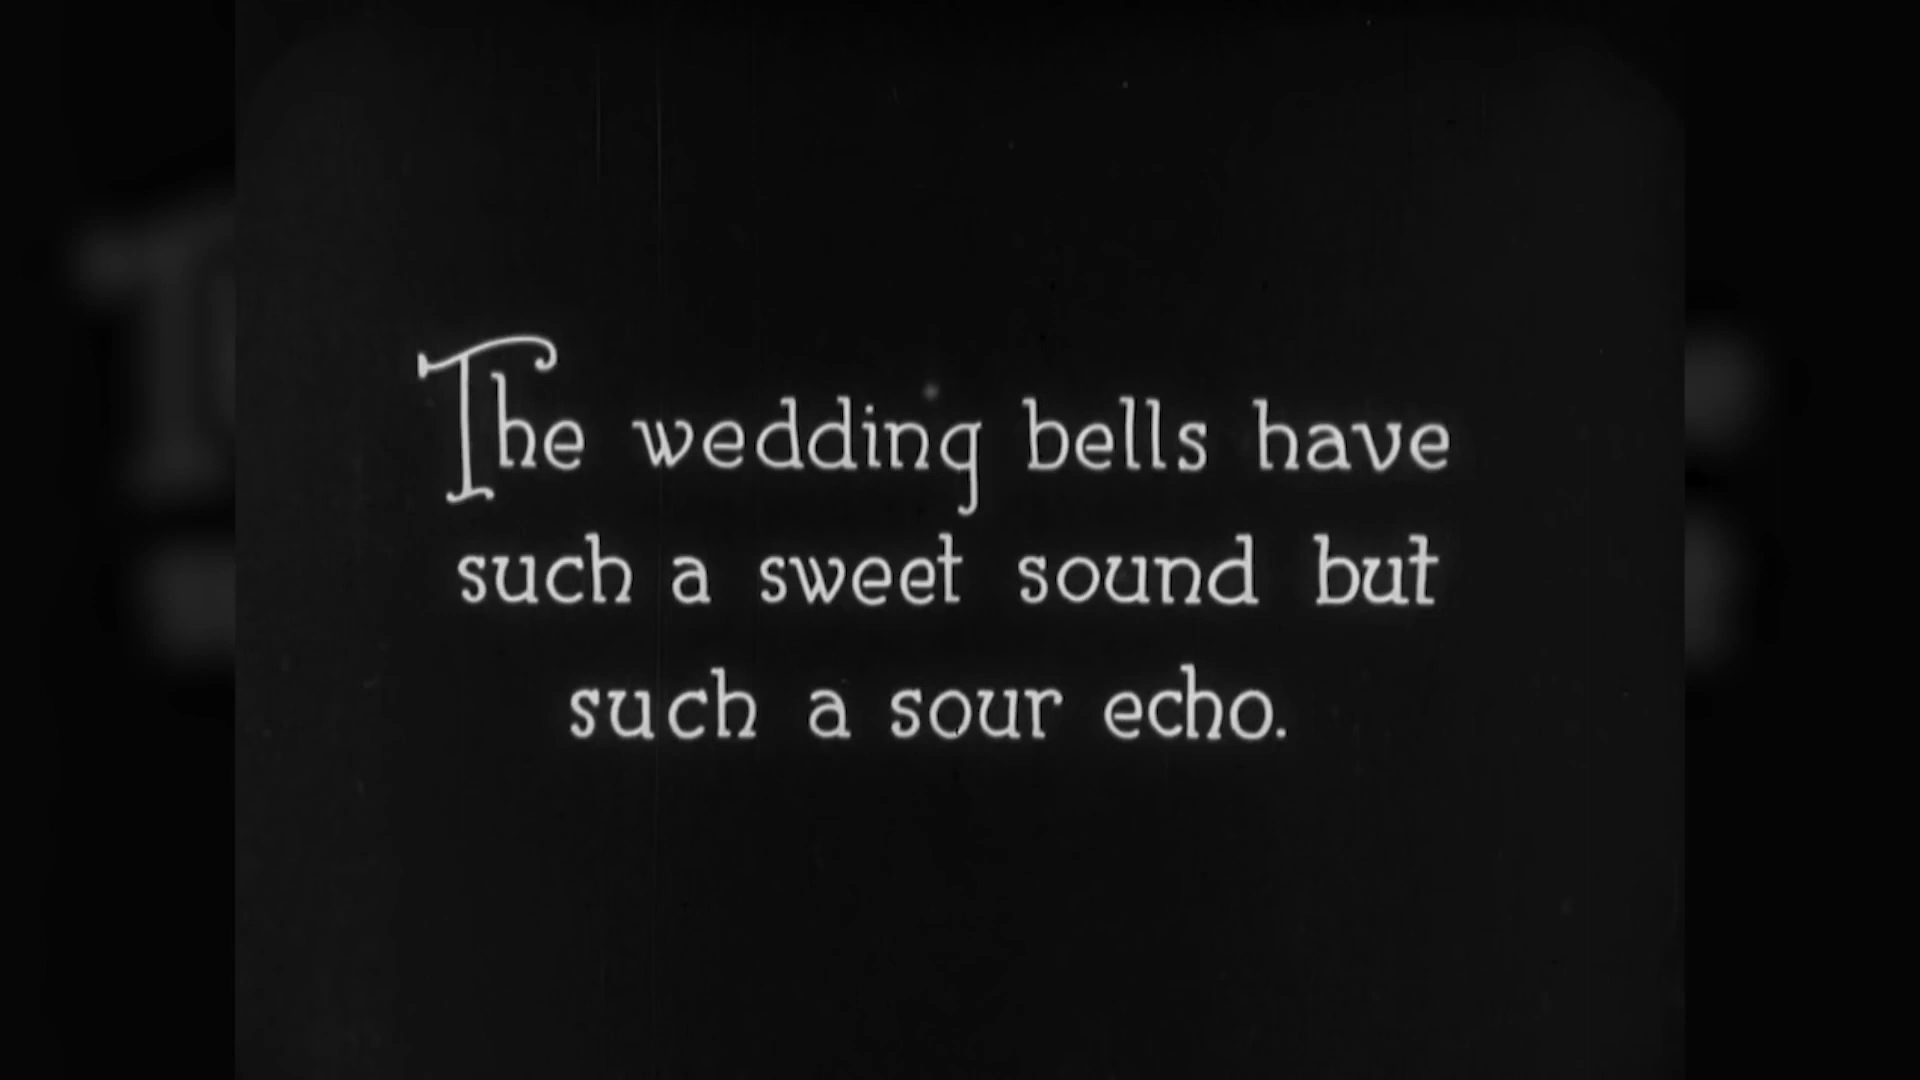 The wedding bells have
such a sweet sound but
such a sour echo.